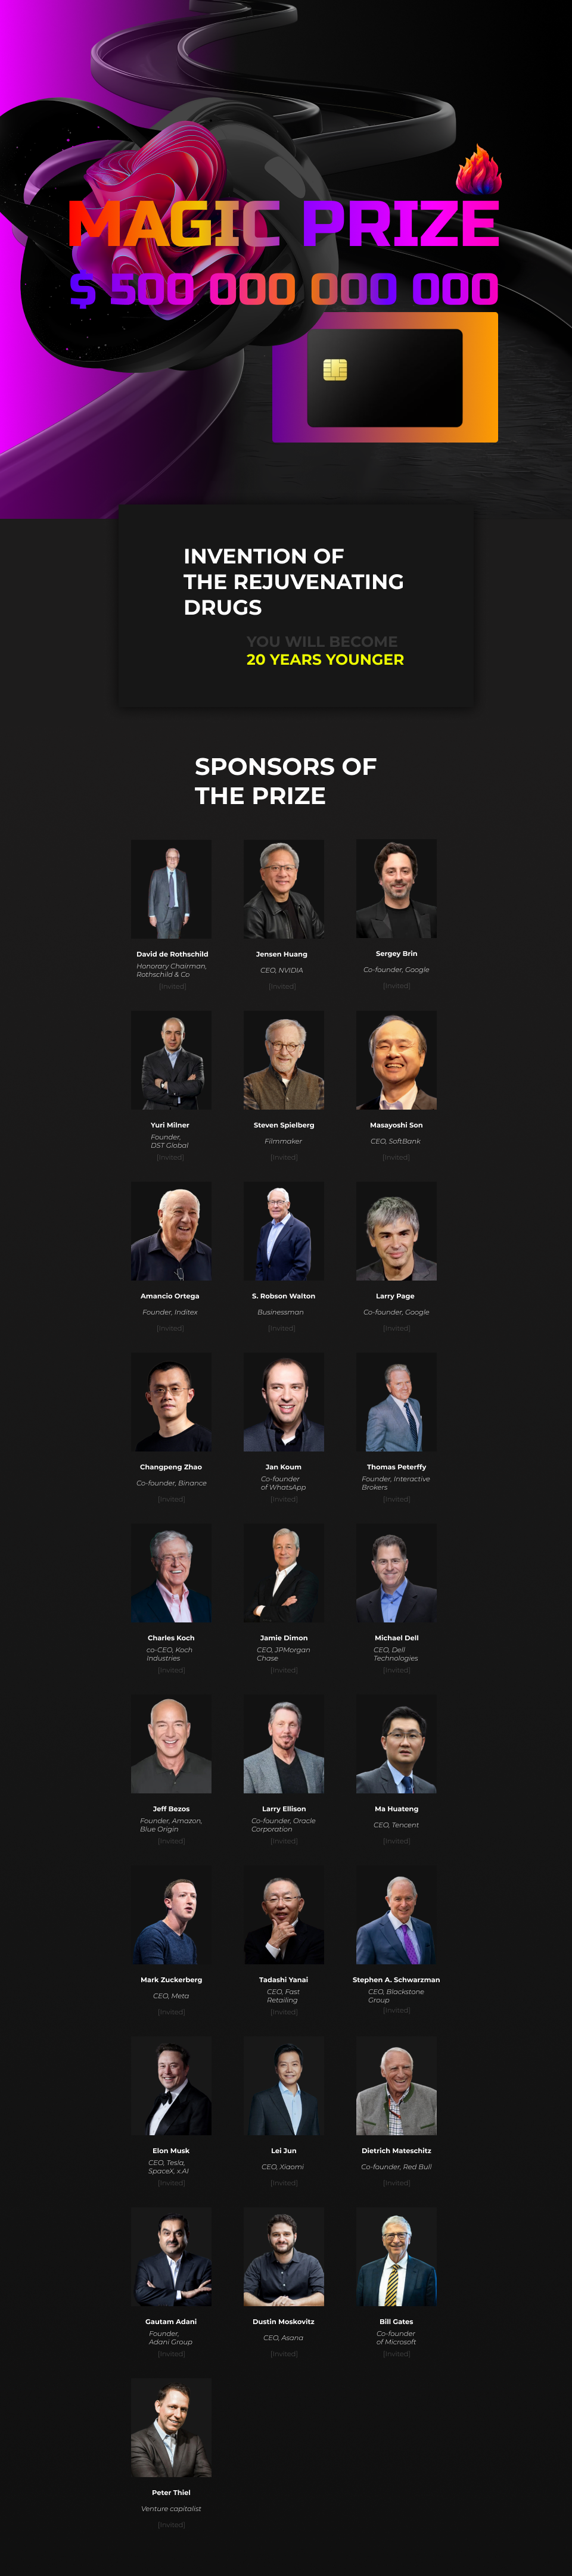 MAGIC PRIZE
$ 500 000 000 000
INVENTION OF
THE REJUVENATING
DRUGS
YOU WILL BECOME
20 YEARS YOUNGER
SPONSORS OF
THE PRIZE
David de Rothschild
Honorary Chairman,
Rothschild & Co
[Invited]
Jensen Huang
CEO, NVIDIA
[Invited]
Sergey Brin
Co-founder, Google
[Invited]
Yuri Milner
Founder,
DST Global
[Invited]
Steven Spielberg
Filmmaker
[Invited]
Masayoshi Son
CEO, SoftBank
[Invited]
Amancio Ortega
Founder, Inditex
[Invited]
S. Robson Walton
Businessman
[Invited]
Larry Page
Co-founder, Google
[Invited]
Changpeng Zhao
Co-founder, Binance
[Invited]
Jan Koum
Co-founder
of WhatsApp
[Invited]
Thomas Peterffy
Founder, Interactive
Brokers
[Invited]
Charles Koch
co-CEO, Koch
Industries
[Invited]
Jamie Dimon
CEO, JPMorgan
Chase
[Invited]
Michael Dell
CEO, Dell
Technologies
[Invited]
Jeff Bezos
Founder, Amazon,
Blue Origin
[Invited]
Larry Ellison
Co-founder, Oracle
Corporation
[Invited]
Ma Huateng
CEO, Tencent
[Invited]
Mark Zuckerberg
CEO, Meta
[Invited]
Tadashi Yanai
CEO, Fast
Retailing
[Invited]
Stephen A. Schwarzman
CEO, Blackstone
Group
[Invited]
Elon Musk
CEO, Tesla,
SpaceX, x.AI
[Invited]
Lei Jun
CEO, Xiaomi
[Invited]
Dietrich Mateschitz
Co-founder, Red Bull
[Invited]
Gautam Adani
Founder,
Adani Group
[Invited]
Dustin Moskovitz
CEO, Asana
[Invited]
Bill Gates
Co-founder
of Microsoft
[Invited]
Peter Thiel
Venture capitalist
[Invited]